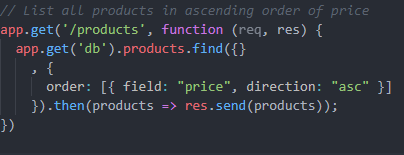 // List all products in ascending order of price
app.get('/products', function (req, res) {
  app.get('db').products.find({}
    , {
      order: [{ field: "price", direction: "asc" }]
    }).then(products => res.send(products));
})